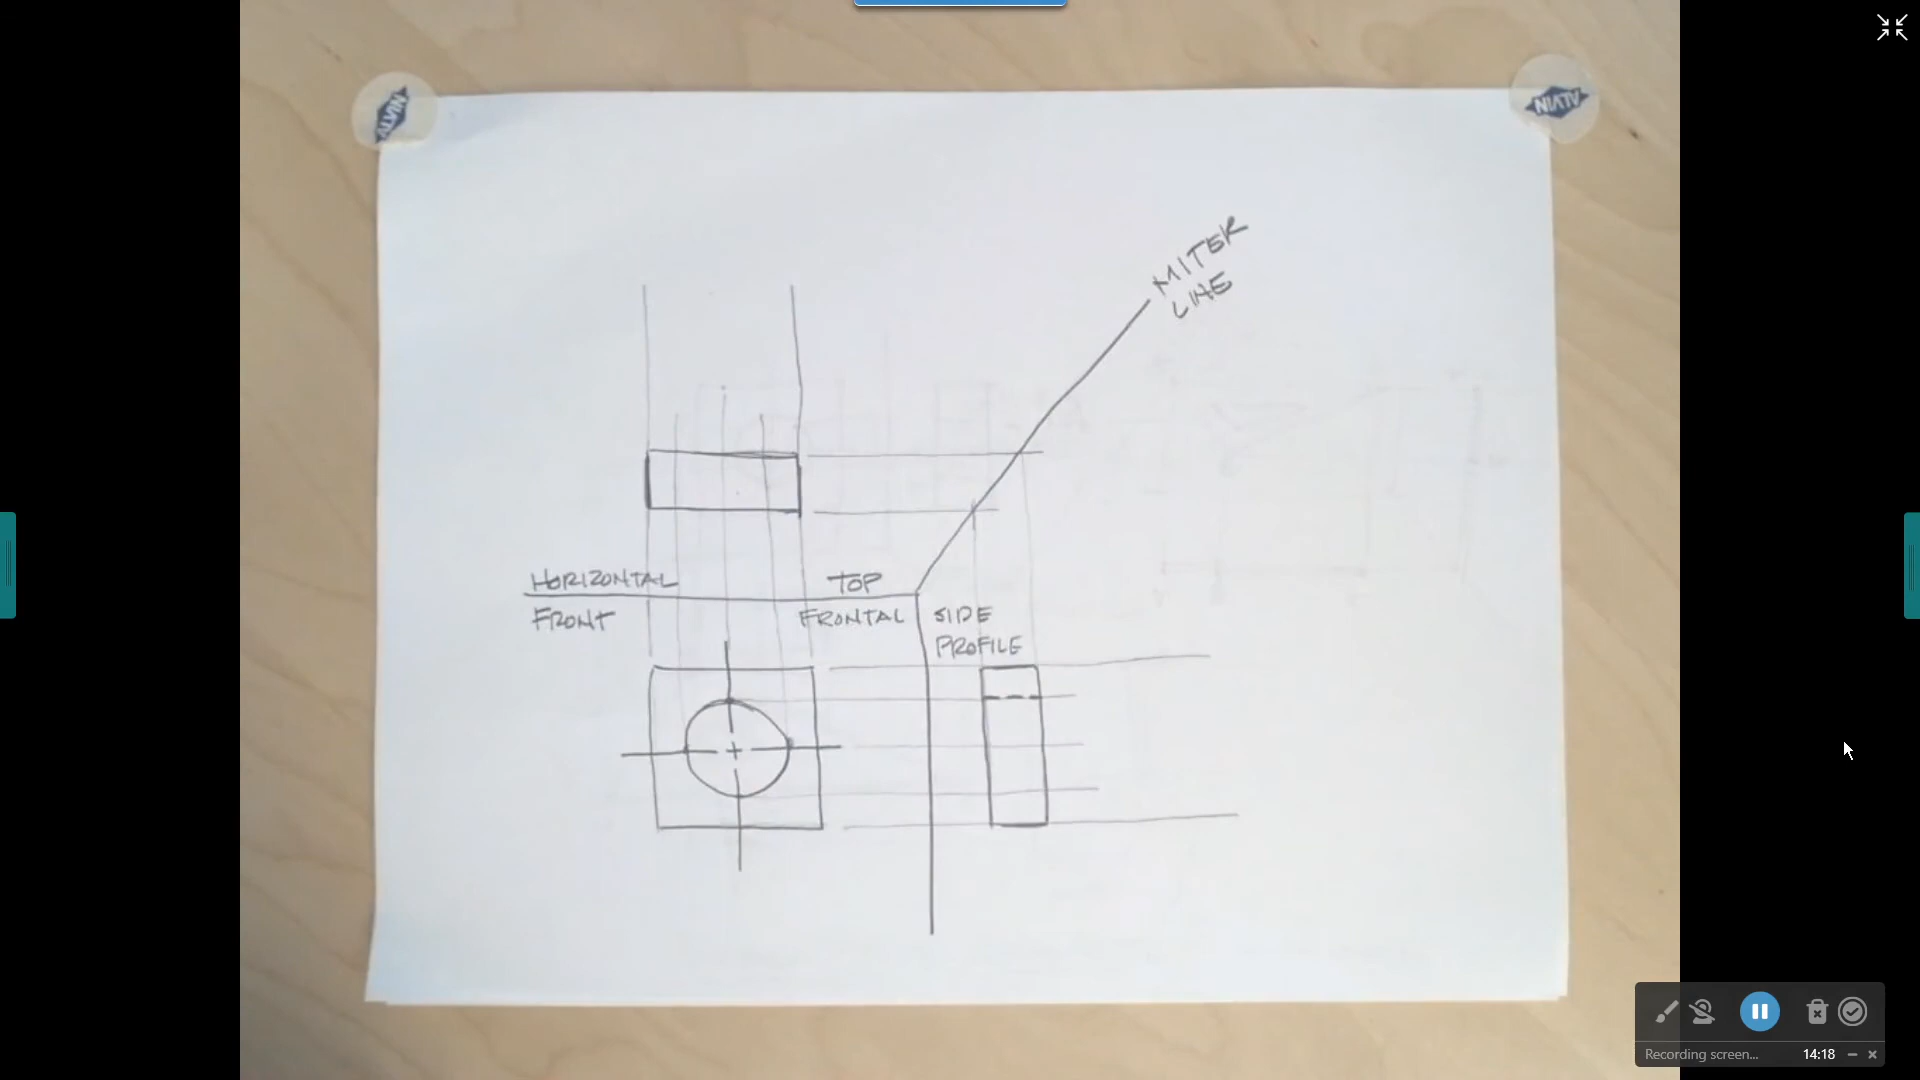 ALVIN
ALVIN
MITER
LINE
HORIZONTAL
TOP
FRONT
FRONTAL
SIDE
PROFILE
Recording screen...
14:18